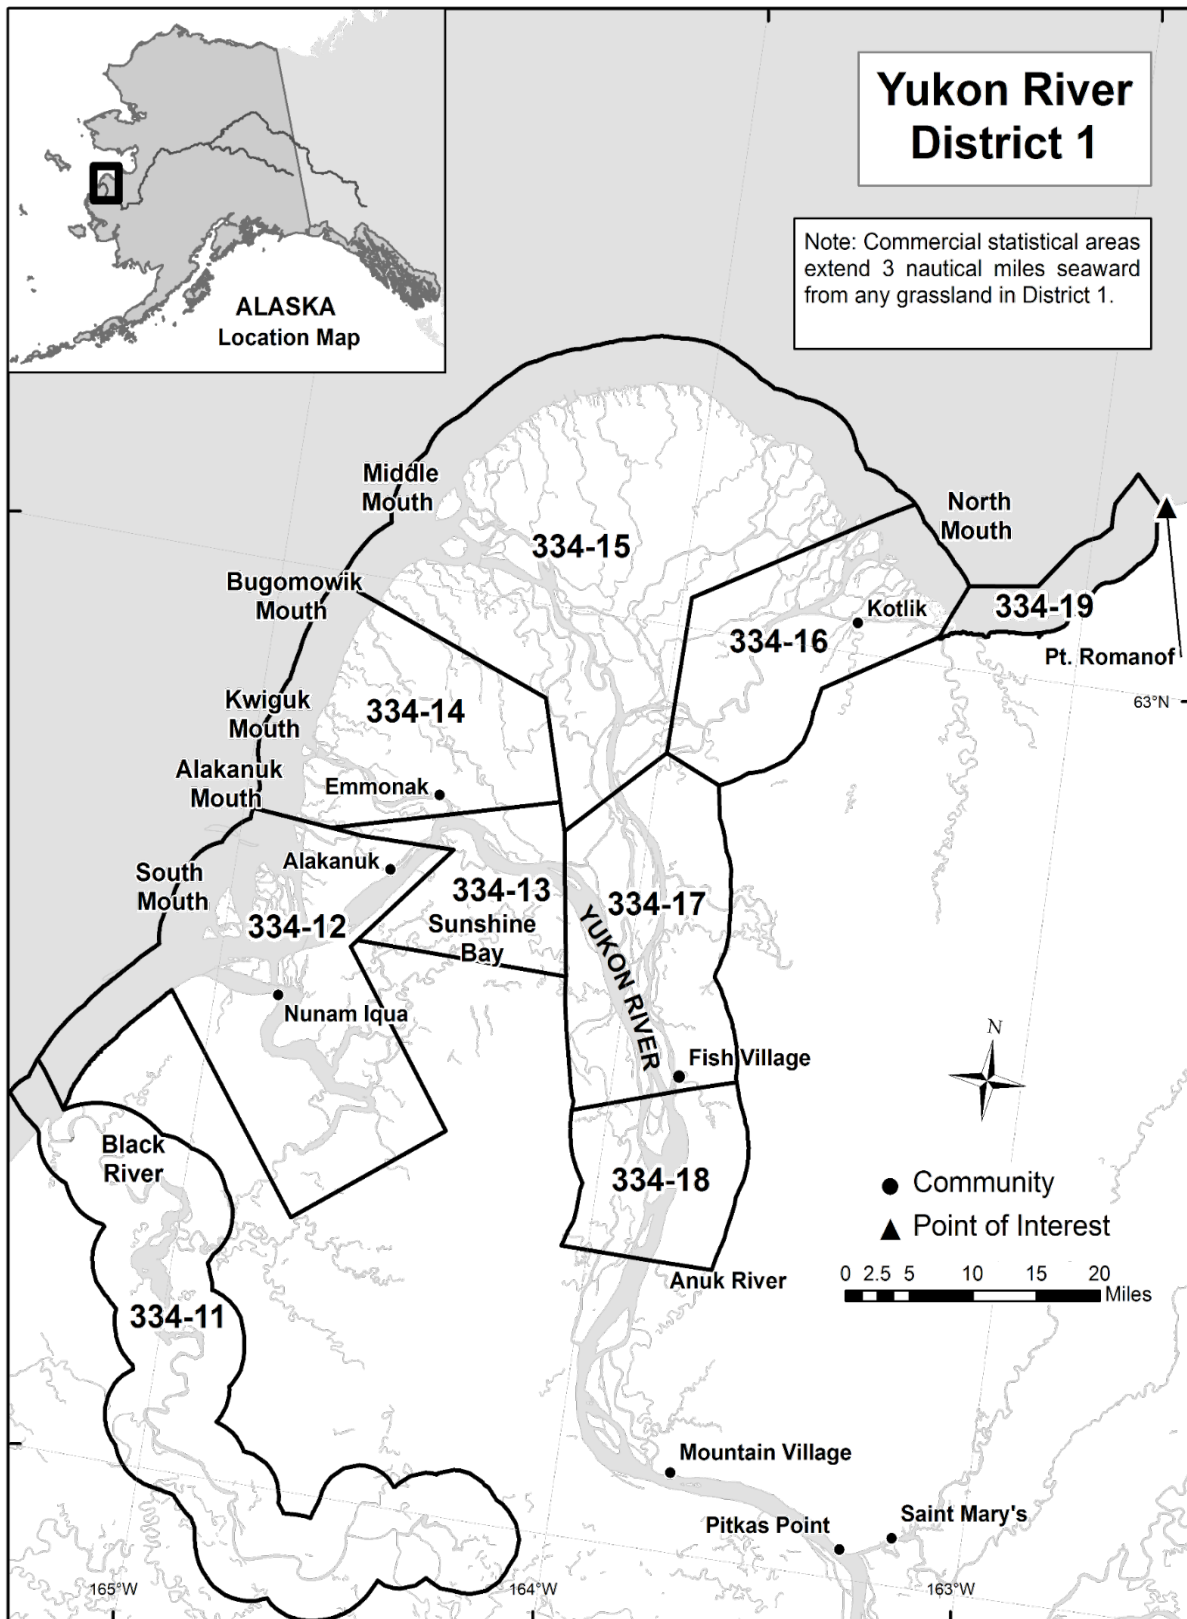 Yukon River
District 1
Note: Commercial statistical areas
extend 3 nautical miles seaward
from any grassland in District 1.
ALASKA
Location Map
Middle
Mouth
North
Mouth
334-15
Bugomowik
Mouth
334-19
Kotlik
334-16
Pt. Romanof
63°N
Kwiguk
Mouth
334-14
Alakanuk
Mouth
Emmonak
Alakanuk
South
Mouth
334-13
Sunshine
Bay
334-17
334-12
YUKON RIVER
Nunam Iqua
N
Fish Village
Black
River
334-18
Community
Point of Interest
Anuk River
0 2.5 5 10 15 20
Miles
334-11
Mountain Village
Saint Mary's
Pitkas Point
165°W
164°W
163°W